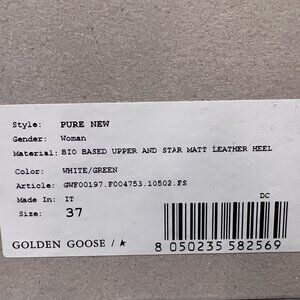 Style: PURE NEW
Gender: Woman
Material: BIO BASED UPPER AND STAR MATT LEATHER HEEL
Color: WHITE/GREEN
Article: GWF00197.F004753.10502.FS
Made In: IT
Size: 37
DC
GOLDEN GOOSE /
8 050235 582569